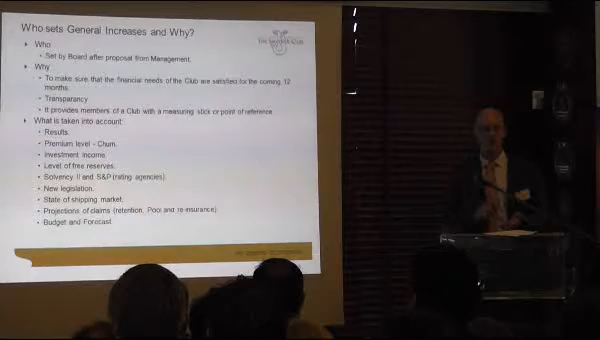 Who sets General Increases and Why?
The Swedish Club
Who
Set by Board after proposal from Management.
Why
To make sure that the financial needs of the Club are satisfied for the coming 12
months.
Transparency
It provides members of a Club with a measuring stick or point of reference
What is taken into account
Results.
Premium level - Churn.
Investment income.
Level of free reserves.
Solvency II and S&P (rating agencies)
New legislation.
State of shipping market.
Projections of claims (retention, Pool and re-insurance)
Budget and Forecast